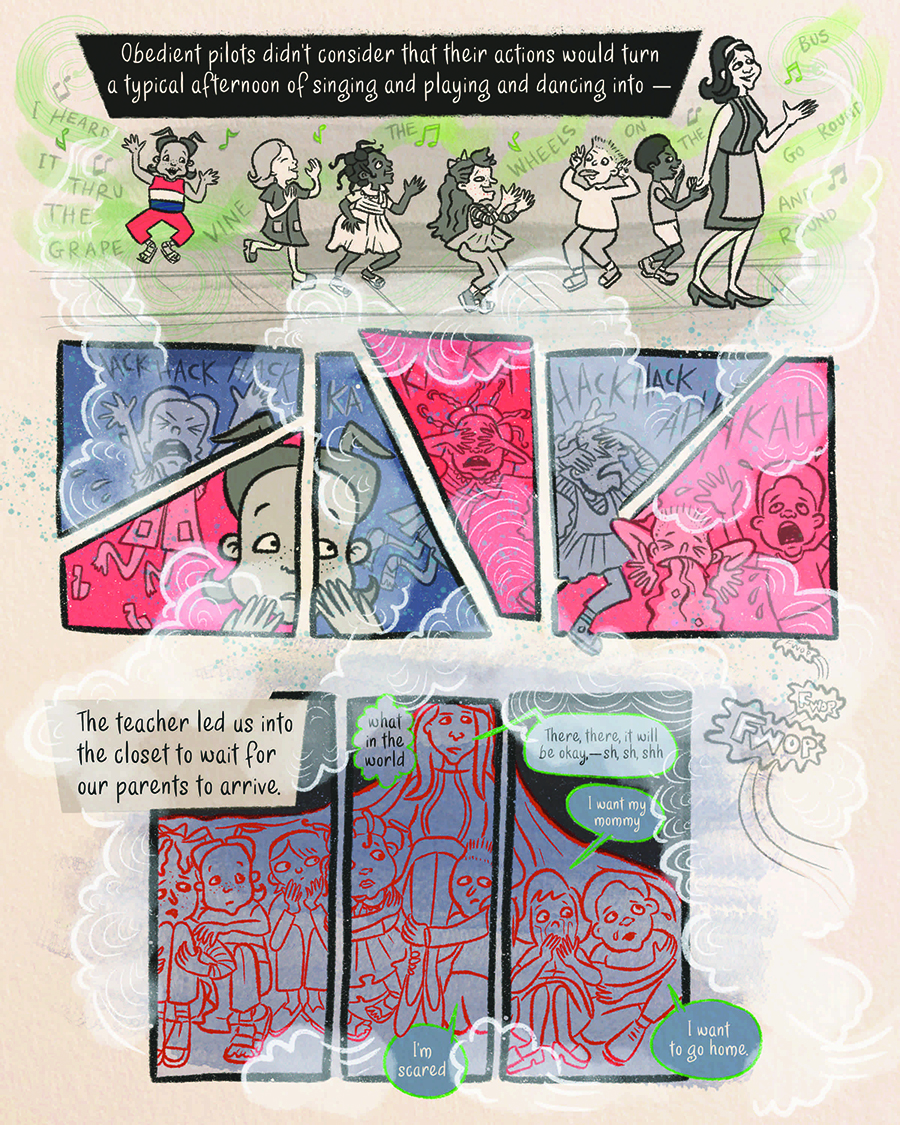 Obedient pilots didn't consider that their actions would turn
a typical afternoon of singing and playing and dancing into —
I HEARD
IT
THRU
THE
GRAPE
VINE
THE
WHEELS
ON
THE
BUS
GO ROUND
AND
ROUND
HACK HACK HACK
KA
HACK
HACK
KAH
FWOP
FWOP
FWOP
The teacher led us into
the closet to wait for
our parents to arrive.
what
in the
world
There, there, it will
be okay.—sh, sh, shh
I want my
mommy
I'm
scared
I want
to go home.